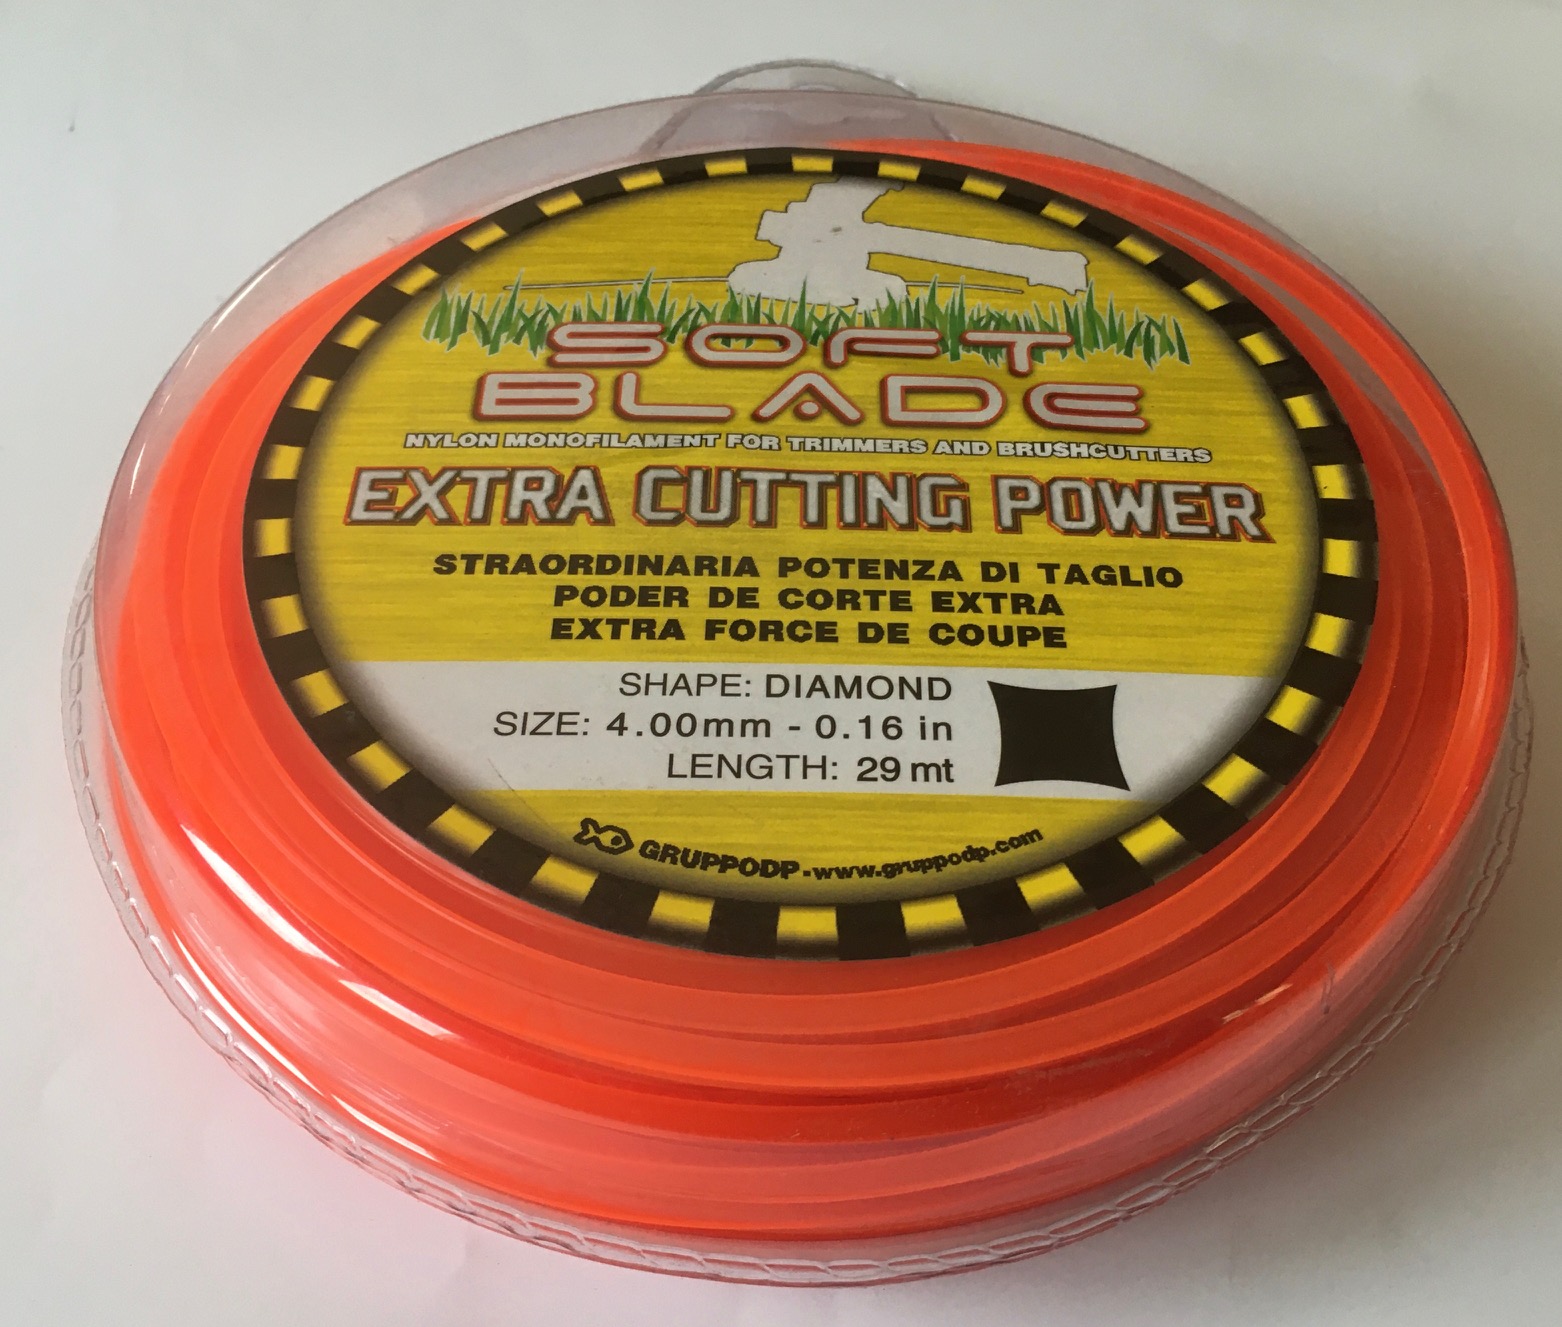 SOFT
BLADE
NYLON MONOFILAMENT FOR TRIMMERS AND BRUSHCUTTERS
EXTRA CUTTING POWER
STRAORDINARIA POTENZA DI TAGLIO
PODER DE CORTE EXTRA
EXTRA FORCE DE COUPE
SHAPE: DIAMOND
SIZE: 4.00mm - 0.16 in
LENGTH: 29 mt
GRUPPODP - www.gruppodp.com